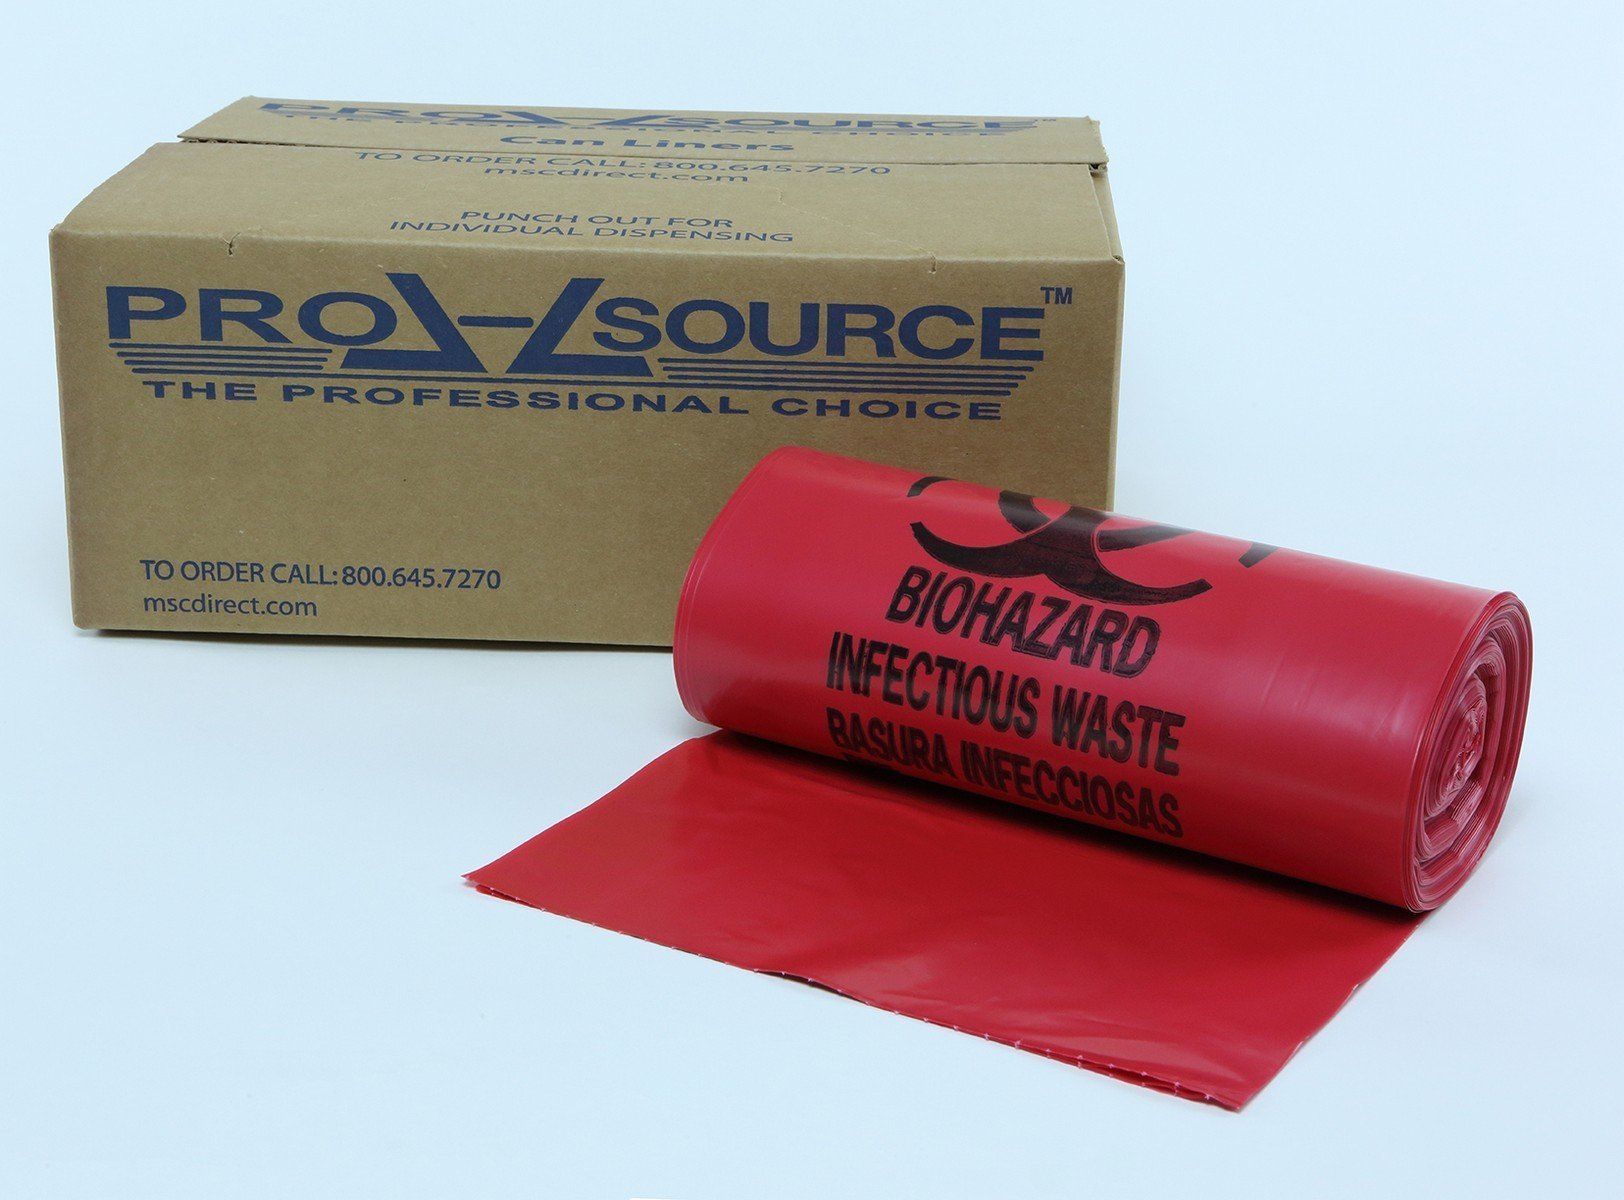 PRO SOURCE
THE PROFESSIONAL CHOICE
Can Liners
TO ORDER CALL: 800.645.7270
mscdirect.com
PUNCH OUT FOR
INDIVIDUAL DISPENSING
PRO SOURCE™
THE PROFESSIONAL CHOICE
TO ORDER CALL: 800.645.7270
mscdirect.com
BIOHAZARD
INFECTIOUS WASTE
BASURA INFECCIOSAS